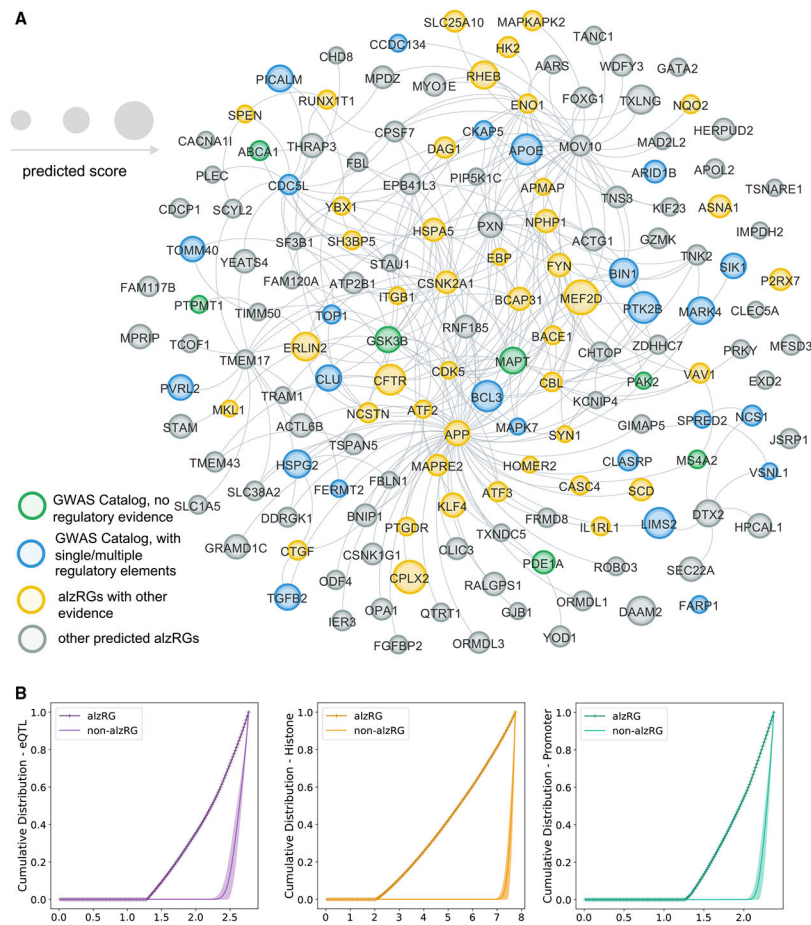 A
SLC25A10 MAPKAPK2
CCDC134 HK2 TANC1
CHD8 AARS WDFY3 GATA2
PICALM MPDZ MYO1E RHEB
RUNX1T1 ENO1 FOXG1 TXLNG NQO2
SPEN
CACNA1I ABCA1 THRAP3 CPSF7 DAG1 CKAP5 APOE MOV10 MAD2L2 HERPUD2
PLEC FBL
CDC5L EPB41L3 PIP5K1C APMAP ARID1B APOL2
CDCP1 SCYL2 YBX1 TNS3 KIF23 ASNA1 TSNARE1
HSPA5 PXN NPHP1
TOMM40 SF3B1 SH3BP5 ACTG1 GZMK IMPDH2
YEATS4 STAU1 EBP FYN TNK2 SIK1
FAM117B FAM120A ATP2B1 CSNK2A1 BIN1 P2RX7
PTPMT1 TIMM50 TOP1 ITGB1 BCAP31 MEF2D PTK2B MARK4 CLEC5A
MPRIP TCOF1 ERLIN2 GSK3B RNF185 BACE1 CHTOP ZDHHC7 PRKY MFSD3
TMEM17 MAPT
PVRL2 TRAM1 CLU CFTR CDK5 BCL3 CBL PAK2 VAV1 EXD2
MKL1 NCSTN ATF2 KCNIP4
STAM ACTL6B APP MAPK7 SYN1 GIMAP5 SPRED2 NCS1 JSRP1
TSPAN5
TMEM43 HSPG2 MAPRE2 HOMER2 CLASRP MS4A2 VSNL1
SLC1A5 SLC38A2 FERMT2 FBLN1 ATF3 CASC4 SCD
DDRGK1 BNIP1 KLF4 FRMD8 IL1RL1 LIMS2 DTX2 HPCAL1
GRAMD1C CTGF PTGDR TXNDC5
CSNK1G1 CLIC3 PDE1A ROBO3 SEC22A
TGFB2 ODF4 CPLX2 RALGPS1
IER3 OPA1 QTRT1 GJB1 ORMDL1 DAAM2 FARP1
FGFBP2 ORMDL3 YOD1
predicted score
GWAS Catalog, no
regulatory evidence
GWAS Catalog, with
single/multiple
regulatory elements
alzRGs with other
evidence
other predicted alzRGs
B
Cumulative Distribution - eQTL
alzRG
non-alzRG
1.0
0.8
0.6
0.4
0.2
0.0
0.0 0.5 1.0 1.5 2.0 2.5
Cumulative Distribution - Histone
alzRG
non-alzRG
1.0
0.8
0.6
0.4
0.2
0.0
0 1 2 3 4 5 6 7 8
Cumulative Distribution - Promoter
alzRG
non-alzRG
1.0
0.8
0.6
0.4
0.2
0.0
0.0 0.5 1.0 1.5 2.0